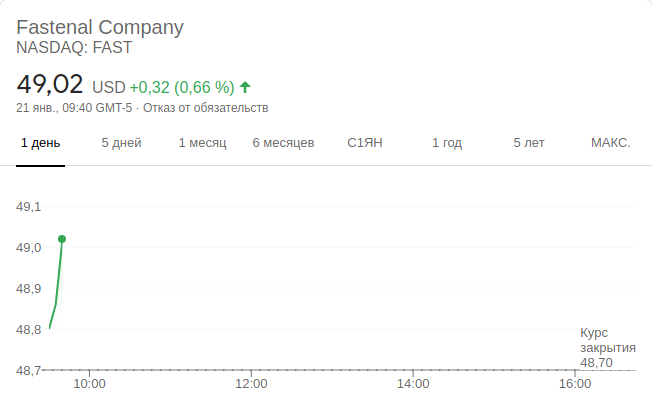 Fastenal Company
NASDAQ: FAST
49,02 USD +0,32 (0,66 %)
21 янв., 09:40 GMT-5 · Отказ от обязательств
1 день 5 дней 1 месяц 6 месяцев С1ЯН 1 год 5 лет МАКС.
49,1
49,0
48,9
48,8
Курс
закрытия
48,70
48,7
10:00 12:00 14:00 16:00